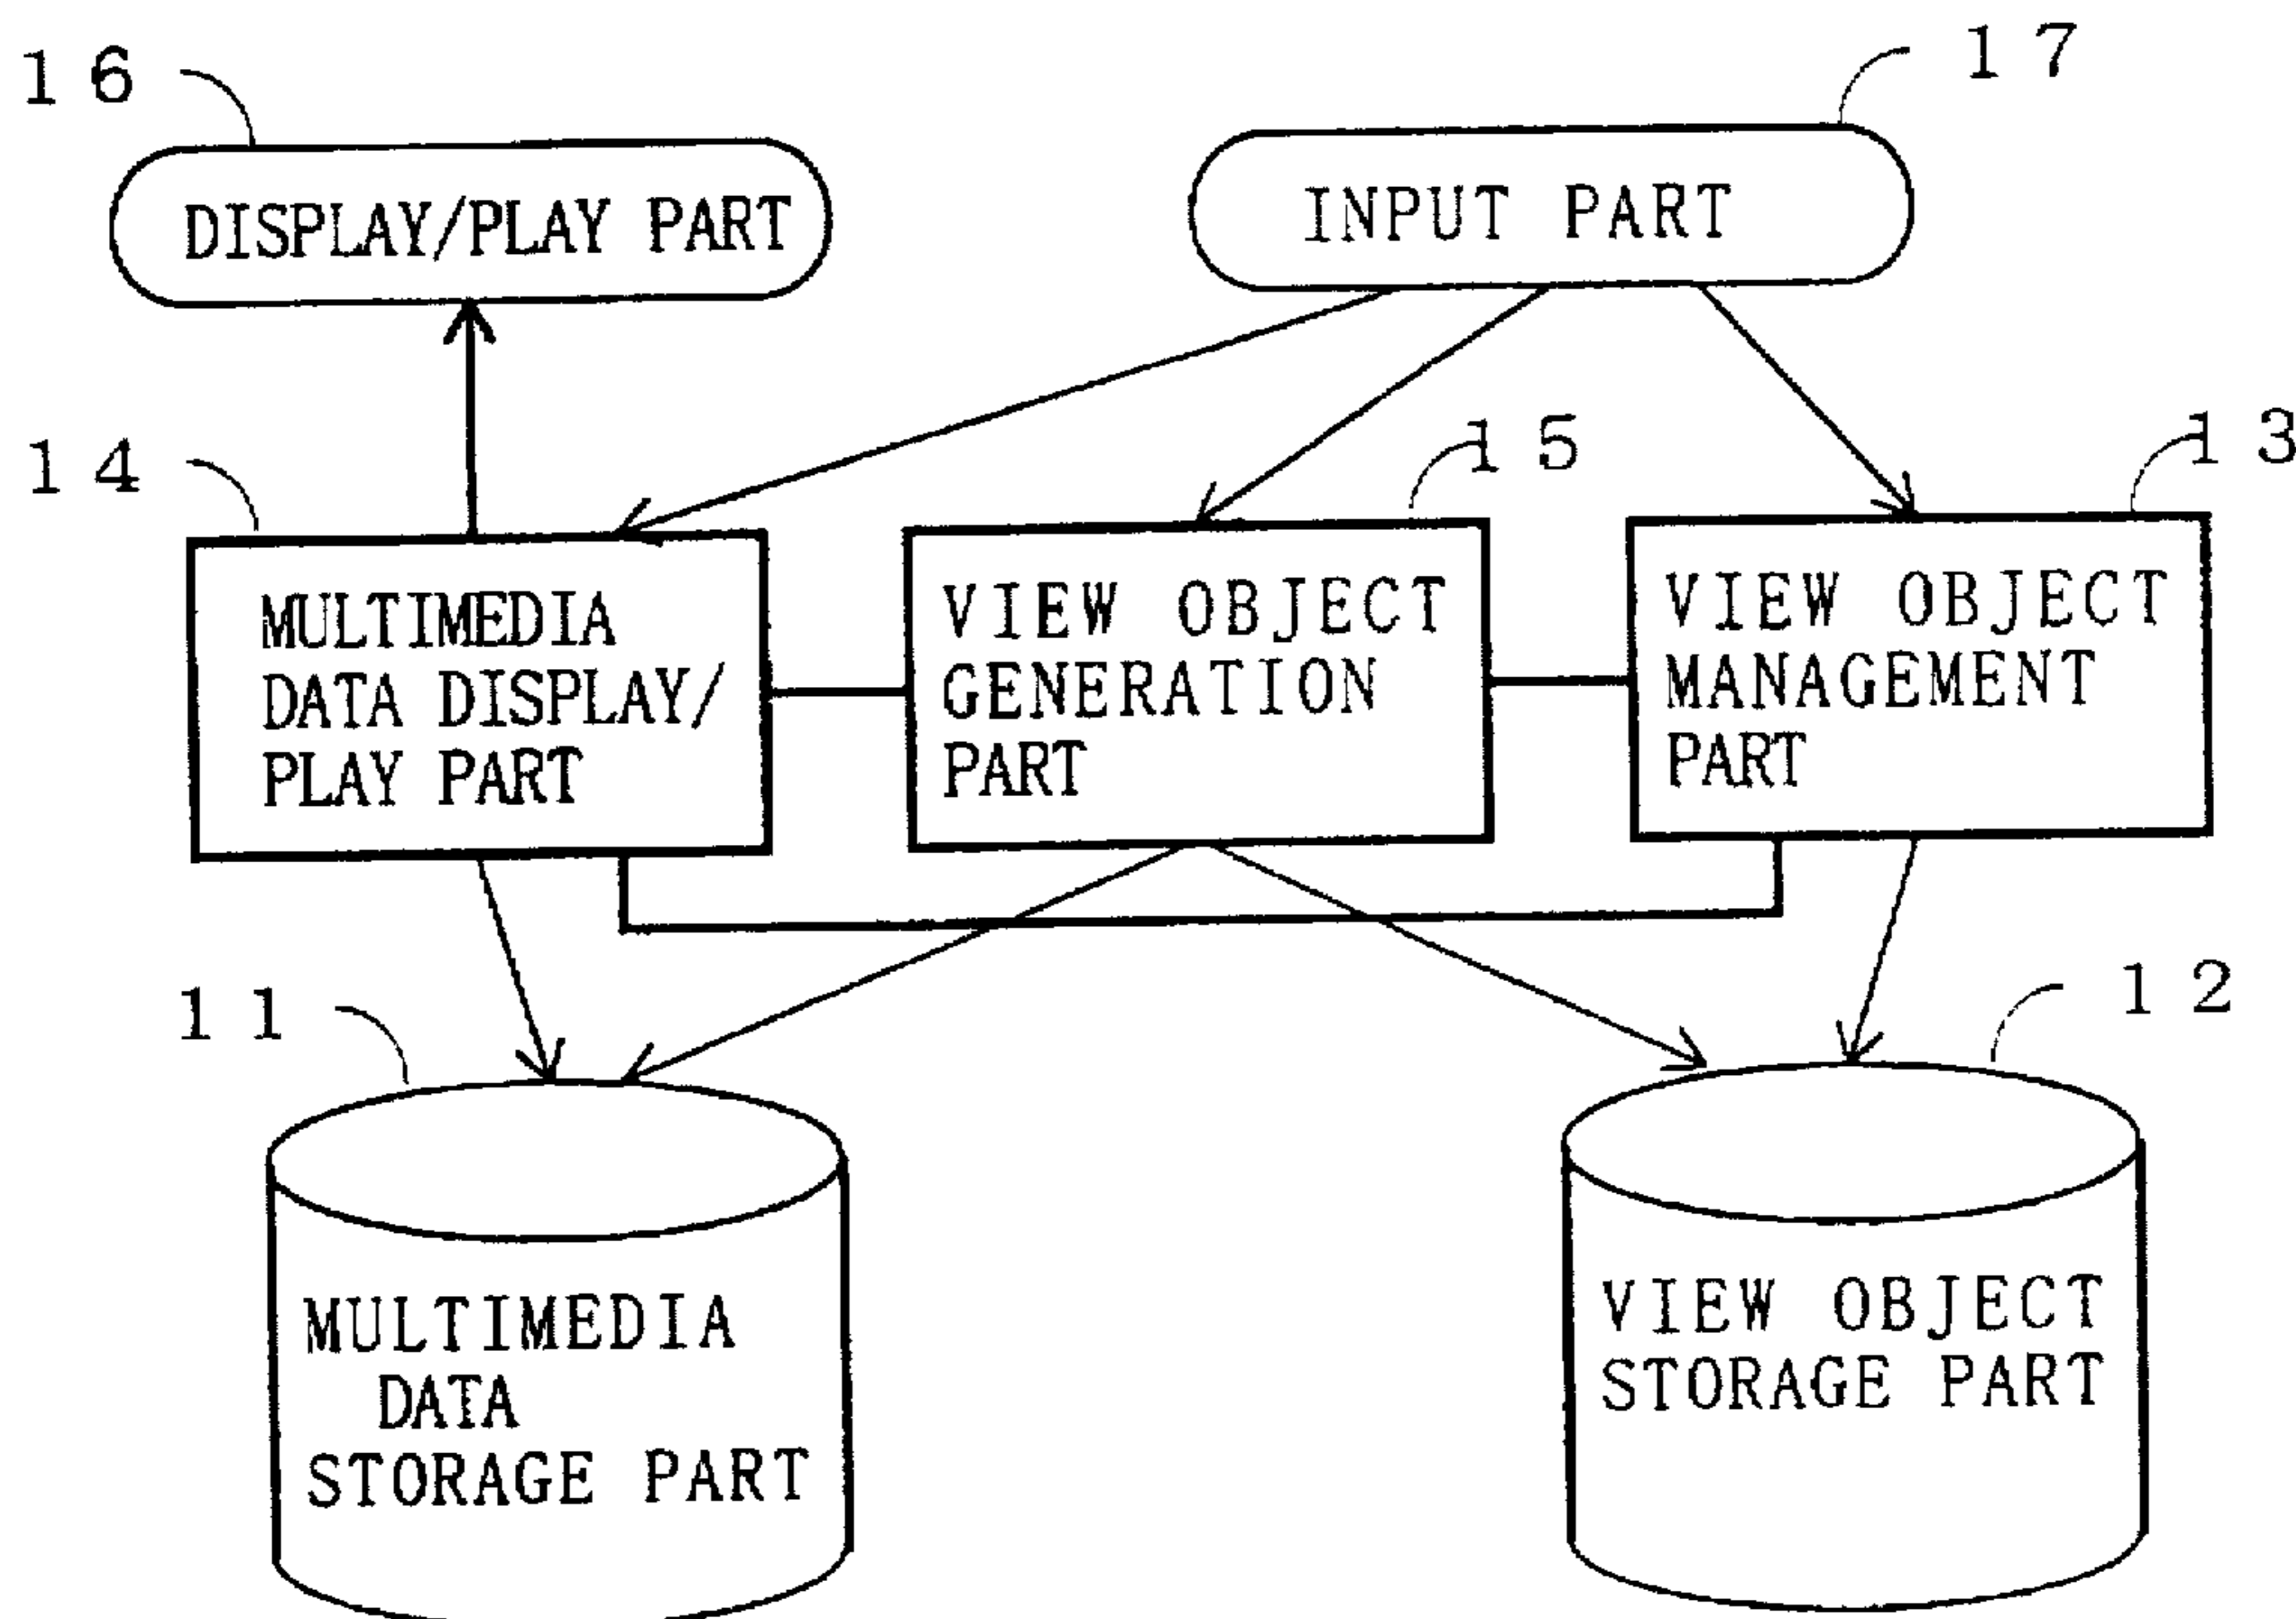 16
17
DISPLAY/PLAY PART
INPUT PART
14
15
13
MULTIMEDIA
DATA DISPLAY/
PLAY PART
VIEW OBJECT
GENERATION
PART
VIEW OBJECT
MANAGEMENT
PART
11
12
MULTIMEDIA
DATA
STORAGE PART
VIEW OBJECT
STORAGE PART